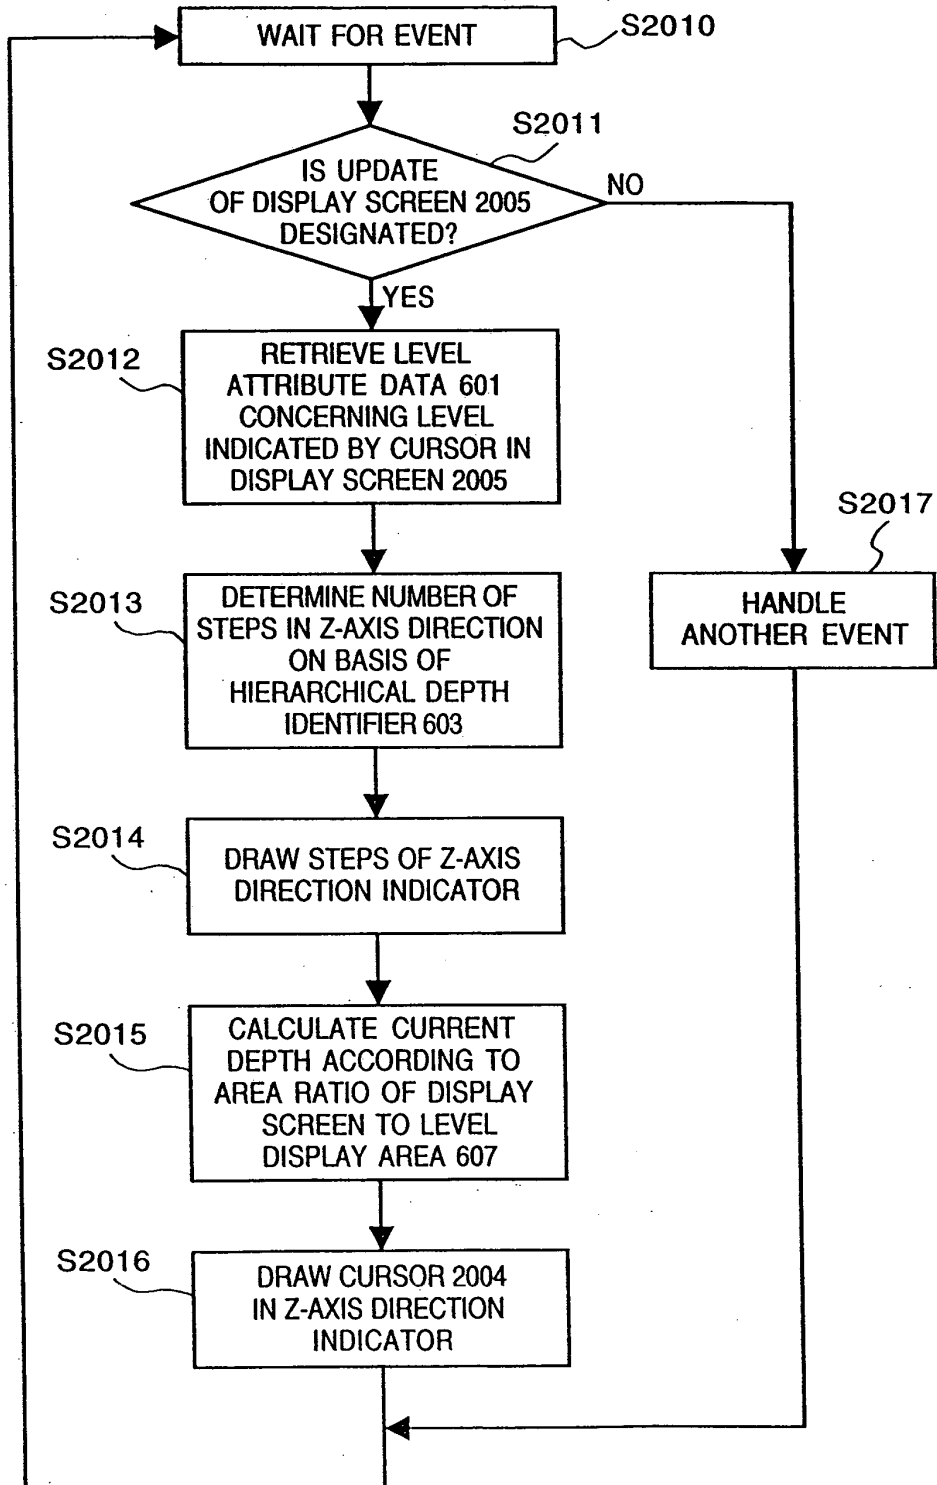 WAIT FOR EVENT
S2010
S2011
IS UPDATE
OF DISPLAY SCREEN 2005
DESIGNATED?
NO
YES
S2012
RETRIEVE LEVEL
ATTRIBUTE DATA 601
CONCERNING LEVEL
INDICATED BY CURSOR IN
DISPLAY SCREEN 2005
S2017
HANDLE
ANOTHER EVENT
S2013
DETERMINE NUMBER OF
STEPS IN Z-AXIS DIRECTION
ON BASIS OF
HIERARCHICAL DEPTH
IDENTIFIER 603
S2014
DRAW STEPS OF Z-AXIS
DIRECTION INDICATOR
S2015
CALCULATE CURRENT
DEPTH ACCORDING TO
AREA RATIO OF DISPLAY
SCREEN TO LEVEL
DISPLAY AREA 607
S2016
DRAW CURSOR 2004
IN Z-AXIS DIRECTION
INDICATOR